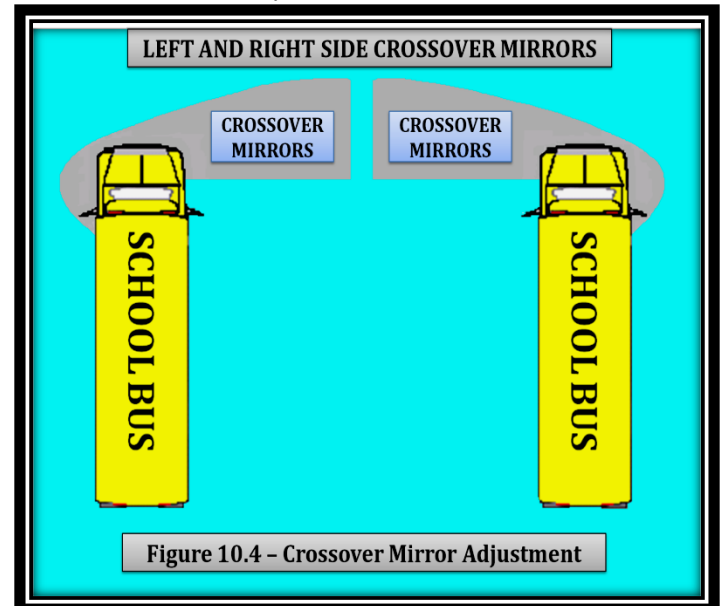 LEFT AND RIGHT SIDE CROSSOVER MIRRORS
CROSSOVER
MIRRORS
CROSSOVER
MIRRORS
SCHOOL BUS
SCHOOL BUS
Figure 10.4 – Crossover Mirror Adjustment